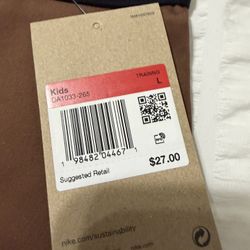 Kids
DA1033-265
TRAINING
L
1 98482 04467 1
$27.00
Suggested Retail
nike.com/sustainability